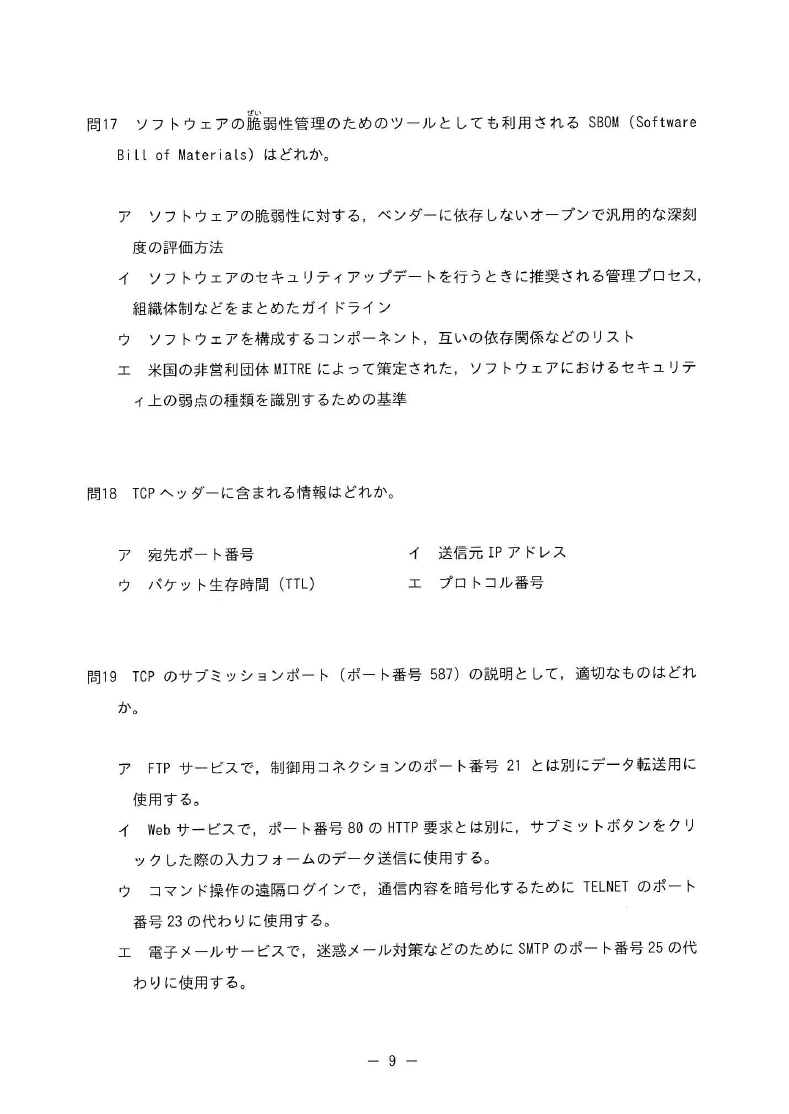 問17 ソフトウェアの脆弱性管理のためのツールとしても利用される SBOM（Software
ぜい
Bill of Materials）はどれか。
ア ソフトウェアの脆弱性に対する，ベンダーに依存しないオープンで汎用的な深刻
度の評価方法
イ ソフトウェアのセキュリティアップデートを行うときに推奨される管理プロセス，
組織体制などをまとめたガイドライン
ウ ソフトウェアを構成するコンポーネント，互いの依存関係などのリスト
エ 米国の非営利団体 MITRE によって策定された，ソフトウェアにおけるセキュリテ
ィ上の弱点の種類を識別するための基準
問18 TCP ヘッダーに含まれる情報はどれか。
ア 宛先ポート番号 イ 送信元 IP アドレス
ウ パケット生存時間（TTL） エ プロトコル番号
問19 TCP のサブミッションポート（ポート番号 587）の説明として，適切なものはどれ
か。
ア FTP サービスで，制御用コネクションのポート番号 21 とは別にデータ転送用に
使用する。
イ Web サービスで，ポート番号 80 の HTTP 要求とは別に，サブミットボタンをクリ
ックした際の入力フォームのデータ送信に使用する。
ウ コマンド操作の遠隔ログインで，通信内容を暗号化するために TELNET のポート
番号 23 の代わりに使用する。
エ 電子メールサービスで，迷惑メール対策などのために SMTP のポート番号 25 の代
わりに使用する。
— 9 —